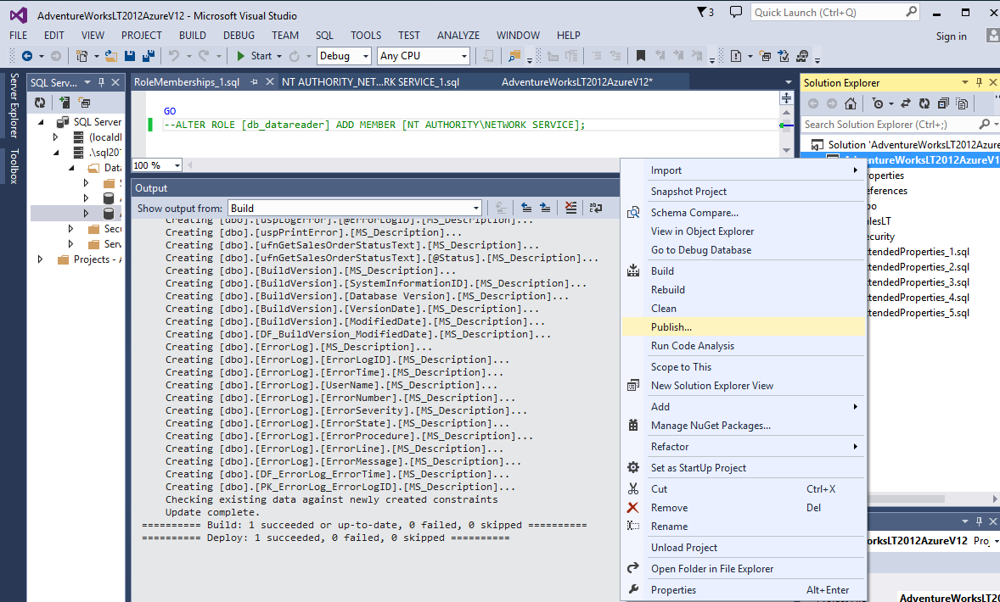 AdventureWorksLT2012AzureV12 - Microsoft Visual Studio
3
Quick Launch (Ctrl+Q)
FILE EDIT VIEW PROJECT BUILD DEBUG TEAM SQL TOOLS TEST ANALYZE WINDOW HELP
Sign in
Start Debug Any CPU
Server Explorer
Toolbox
SQL Serv...
SQL Server
(locald
.\sql201
Data
Secu
Serv
Projects - A
RoleMemberships_1.sql NT AUTHORITY_NET...RK SERVICE_1.sql AdventureWorksLT2012AzureV12*
GO
--ALTER ROLE [db_datareader] ADD MEMBER [NT AUTHORITY\NETWORK SERVICE];
100 %
Output
Show output from: Build
Creating [dbo].[uspLogError].[@ErrorLogID].[MS_Description]...
Creating [dbo].[uspPrintError].[MS_Description]...
Creating [dbo].[ufnGetSalesOrderStatusText].[MS_Description]...
Creating [dbo].[ufnGetSalesOrderStatusText].[@Status].[MS_Description]...
Creating [dbo].[BuildVersion].[MS_Description]...
Creating [dbo].[BuildVersion].[SystemInformationID].[MS_Description]...
Creating [dbo].[BuildVersion].[Database Version].[MS_Description]...
Creating [dbo].[BuildVersion].[VersionDate].[MS_Description]...
Creating [dbo].[BuildVersion].[ModifiedDate].[MS_Description]...
Creating [dbo].[DF_BuildVersion_ModifiedDate].[MS_Description]...
Creating [dbo].[ErrorLog].[MS_Description]...
Creating [dbo].[ErrorLog].[ErrorLogID].[MS_Description]...
Creating [dbo].[ErrorLog].[ErrorTime].[MS_Description]...
Creating [dbo].[ErrorLog].[UserName].[MS_Description]...
Creating [dbo].[ErrorLog].[ErrorNumber].[MS_Description]...
Creating [dbo].[ErrorLog].[ErrorSeverity].[MS_Description]...
Creating [dbo].[ErrorLog].[ErrorState].[MS_Description]...
Creating [dbo].[ErrorLog].[ErrorProcedure].[MS_Description]...
Creating [dbo].[ErrorLog].[ErrorLine].[MS_Description]...
Creating [dbo].[ErrorLog].[ErrorMessage].[MS_Description]...
Creating [dbo].[DF_ErrorLog_ErrorTime].[MS_Description]...
Creating [dbo].[PK_ErrorLog_ErrorLogID].[MS_Description]...
Checking existing data against newly created constraints
Update complete.
========== Build: 1 succeeded or up-to-date, 0 failed, 0 skipped ==========
========== Deploy: 1 succeeded, 0 failed, 0 skipped ==========
Import
Snapshot Project
Schema Compare...
View in Object Explorer
Go to Debug Database
Build
Rebuild
Clean
Publish...
Run Code Analysis
Scope to This
New Solution Explorer View
Add
Manage NuGet Packages...
Refactor
Set as StartUp Project
Cut Ctrl+X
Remove Del
Rename
Unload Project
Open Folder in File Explorer
Properties Alt+Enter
Solution Explorer
Search Solution Explorer (Ctrl+;)
Solution 'AdventureWorksLT2012Azure
dventureWorksLT2012AzureV1
operties
eferences
bo
lesLT
ecurity
tendedProperties_1.sql
tendedProperties_2.sql
tendedProperties_3.sql
tendedProperties_4.sql
tendedProperties_5.sql
orksLT2012AzureV12 Proj
AdventureWorksLT20